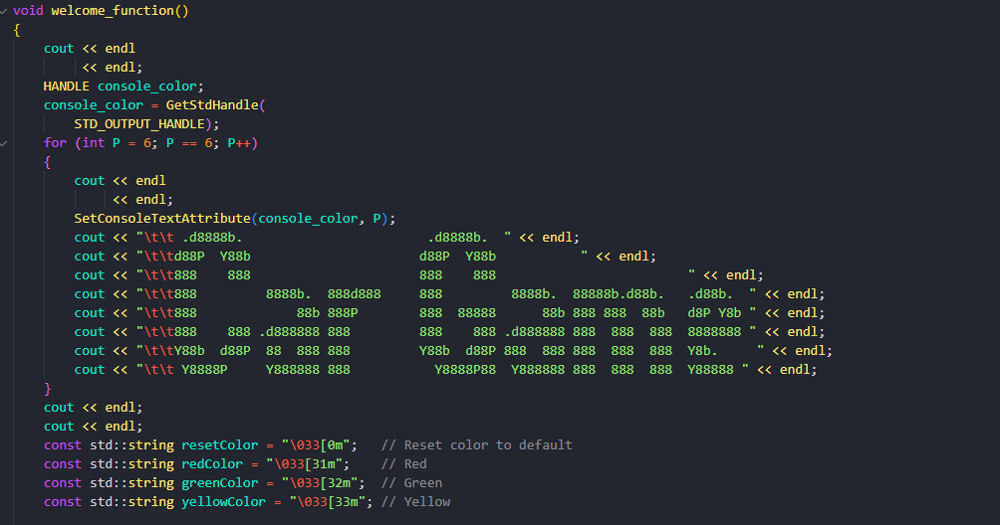 void welcome_function()
{
    cout << endl
         << endl;
    HANDLE console_color;
    console_color = GetStdHandle(
        STD_OUTPUT_HANDLE);
    for (int P = 6; P == 6; P++)
    {
        cout << endl
             << endl;
        SetConsoleTextAttribute(console_color, P);
        cout << "\t\t .d8888b.                        .d8888b.  " << endl;
        cout << "\t\td88P  Y88b                      d88P  Y88b           " << endl;
        cout << "\t\t888    888                      888    888                         " << endl;
        cout << "\t\t888         8888b.  888d888     888         8888b.  88888b.d88b.   .d88b.  " << endl;
        cout << "\t\t888             88b 888P        888  88888      88b 888 888  88b   d8P Y8b " << endl;
        cout << "\t\t888    888 .d888888 888         888    888 .d888888 888  888  888  8888888 " << endl;
        cout << "\t\tY88b  d88P  88  888 888         Y88b  d88P 888  888 888  888  888  Y8b.     " << endl;
        cout << "\t\t Y8888P     Y888888 888           Y8888P88  Y888888 888  888  888  Y88888 " << endl;
    }
    cout << endl;
    cout << endl;
    const std::string resetColor = "\033[0m";   // Reset color to default
    const std::string redColor = "\033[31m";    // Red
    const std::string greenColor = "\033[32m";  // Green
    const std::string yellowColor = "\033[33m"; // Yellow